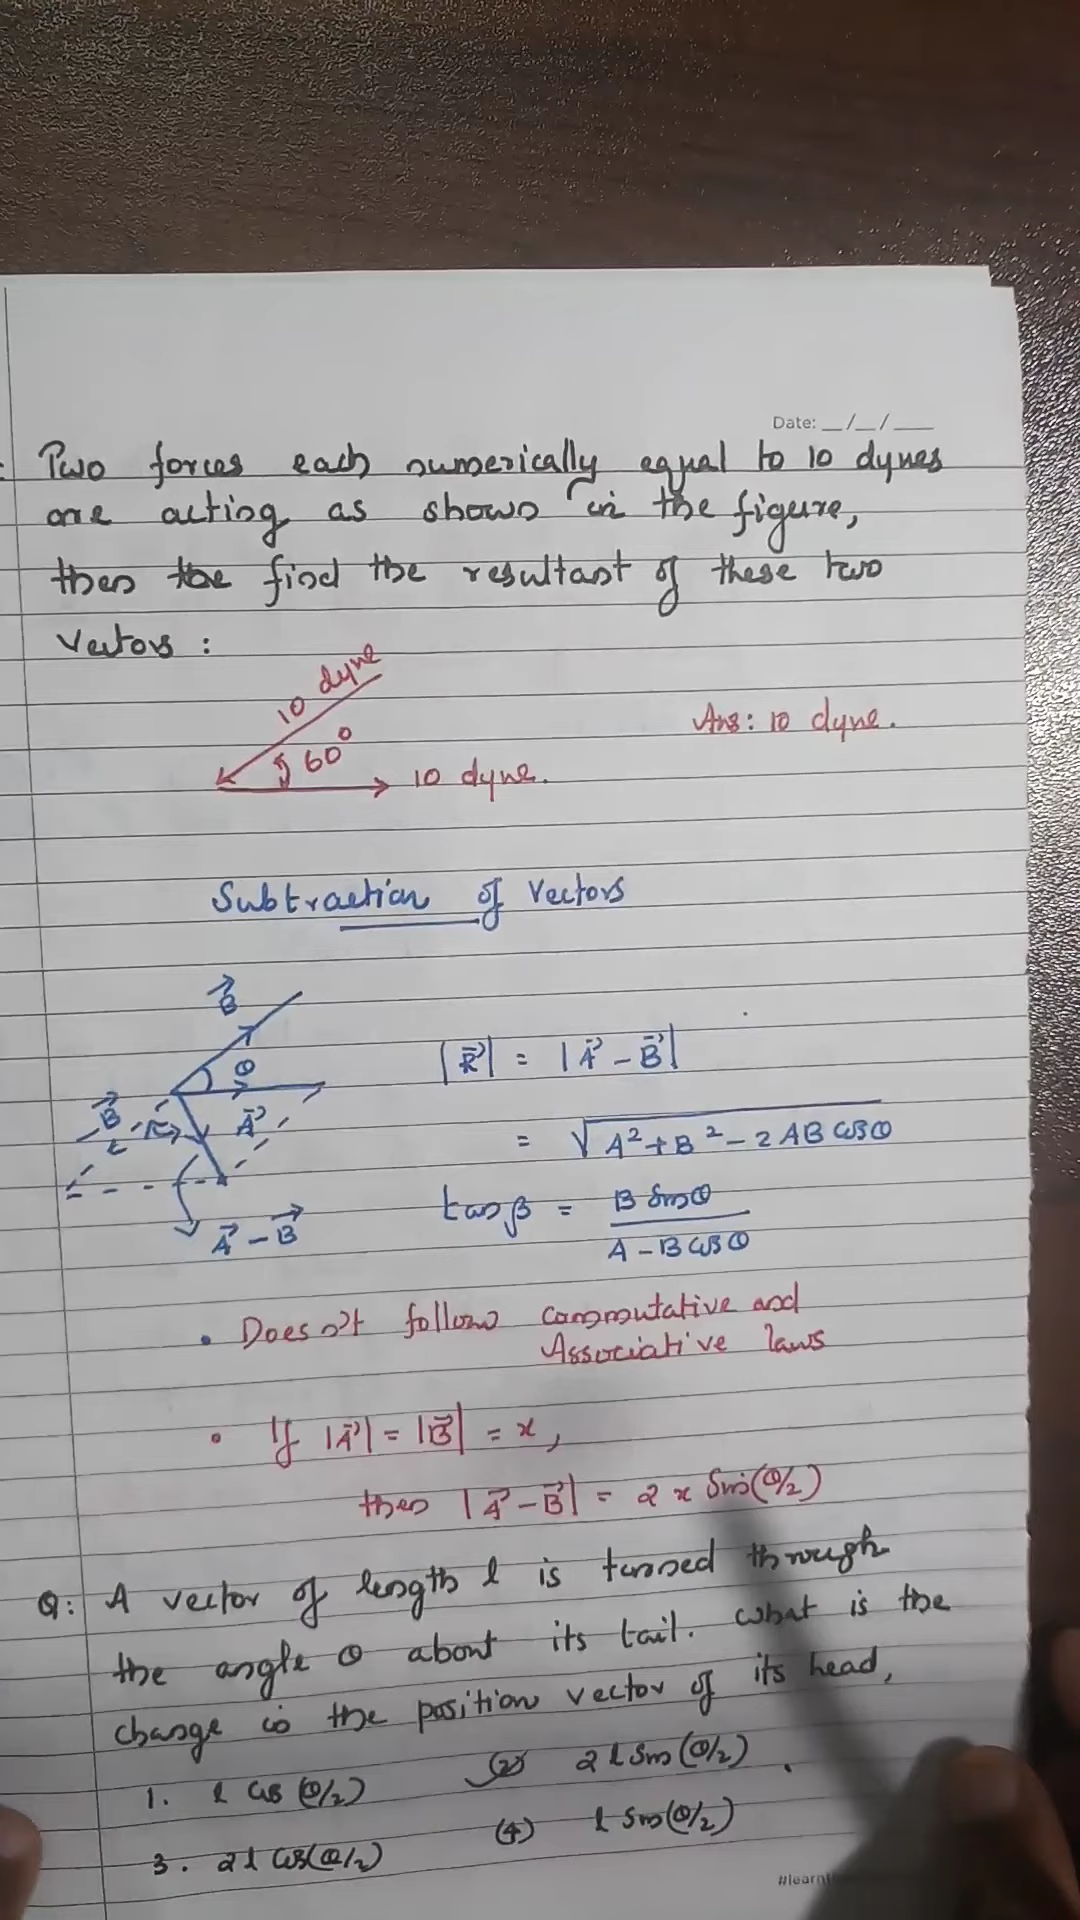 Date: __/__/____
Two forces each numerically equal to 10 dynes
are acting as shown in the figure,
then the find the resultant of these two
Vectors :
10 dyne
60°
10 dyne.
Ans: 10 dyne.
Subtraction of Vectors
B⃗
θ
A⃗
B⃗
A⃗ - B⃗
|R⃗| = |A⃗ - B⃗|
= √A² + B² - 2AB cosθ
tan β = B Sinθ / A - B cosθ
• Doesn't follow commutative and
Associative laws
• If |A⃗| = |B⃗| = x,
then |A⃗ - B⃗| = 2 x Sin(θ/2)
Q: A vector of length l is turned through
the angle θ about its tail. what is the
change in the position vector of its head,
1. l cos (θ/2) (2) 2 l Sin (θ/2) .
3. 2 l cos(θ/2) (4) l Sin(θ/2)